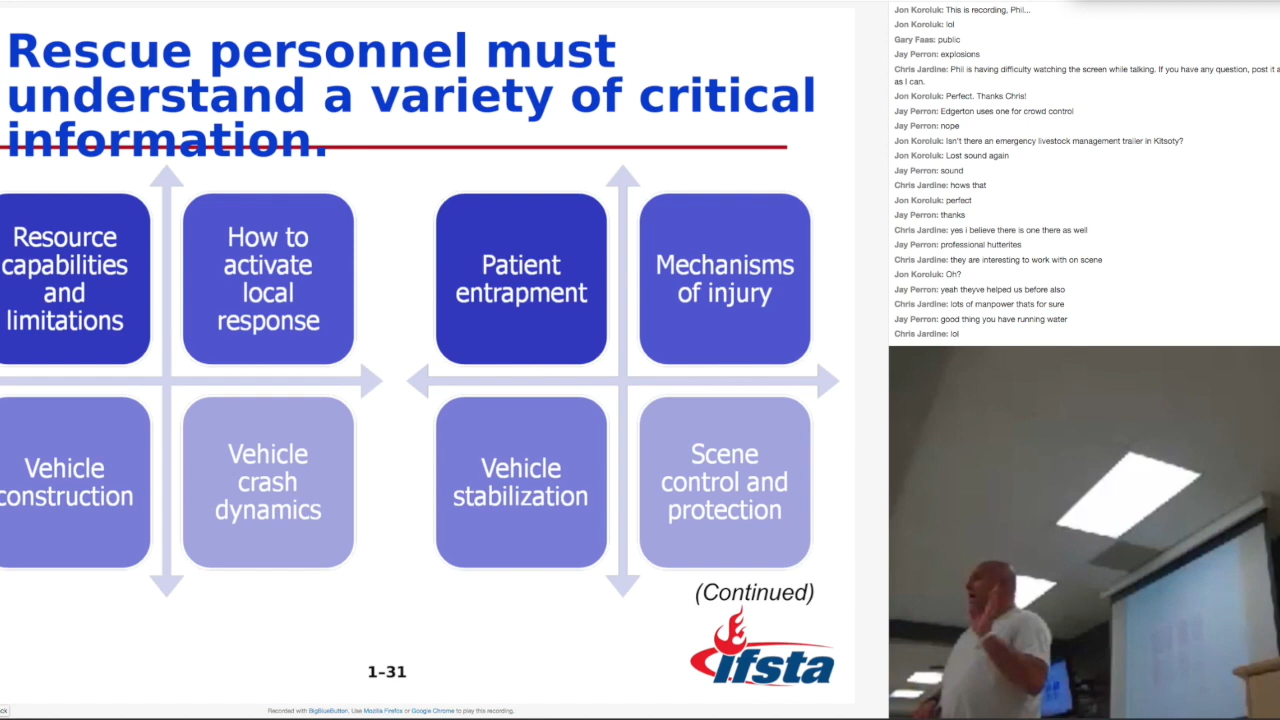 Rescue personnel must
understand a variety of critical
information.
Resource
capabilities
and
limitations
How to
activate
local
response
Patient
entrapment
Mechanisms
of injury
Vehicle
construction
Vehicle
crash
dynamics
Vehicle
stabilization
Scene
control and
protection
(Continued)
ifsta
1-31
Recorded with BigBlueButton. Use Mozilla Firefox or Google Chrome to play this recording.
Jon Koroluk: This is recording, Phil...
Jon Koroluk: lol
Gary Faas: public
Jay Perron: explosions
Chris Jardine: Phil is having difficulty watching the screen while talking. If you have any question, post it
as I can.
Jon Koroluk: Perfect. Thanks Chris!
Jay Perron: Edgerton uses one for crowd control
Jay Perron: nope
Jon Koroluk: Isn't there an emergency livestock management trailer in Kitsoty?
Jon Koroluk: Lost sound again
Jay Perron: sound
Chris Jardine: hows that
Jon Koroluk: perfect
Jay Perron: thanks
Chris Jardine: yes i believe there is one there as well
Jay Perron: professional hutterites
Chris Jardine: they are interesting to work with on scene
Jon Koroluk: Oh?
Jay Perron: yeah theyve helped us before also
Chris Jardine: lots of manpower thats for sure
Jay Perron: good thing you have running water
Chris Jardine: lol